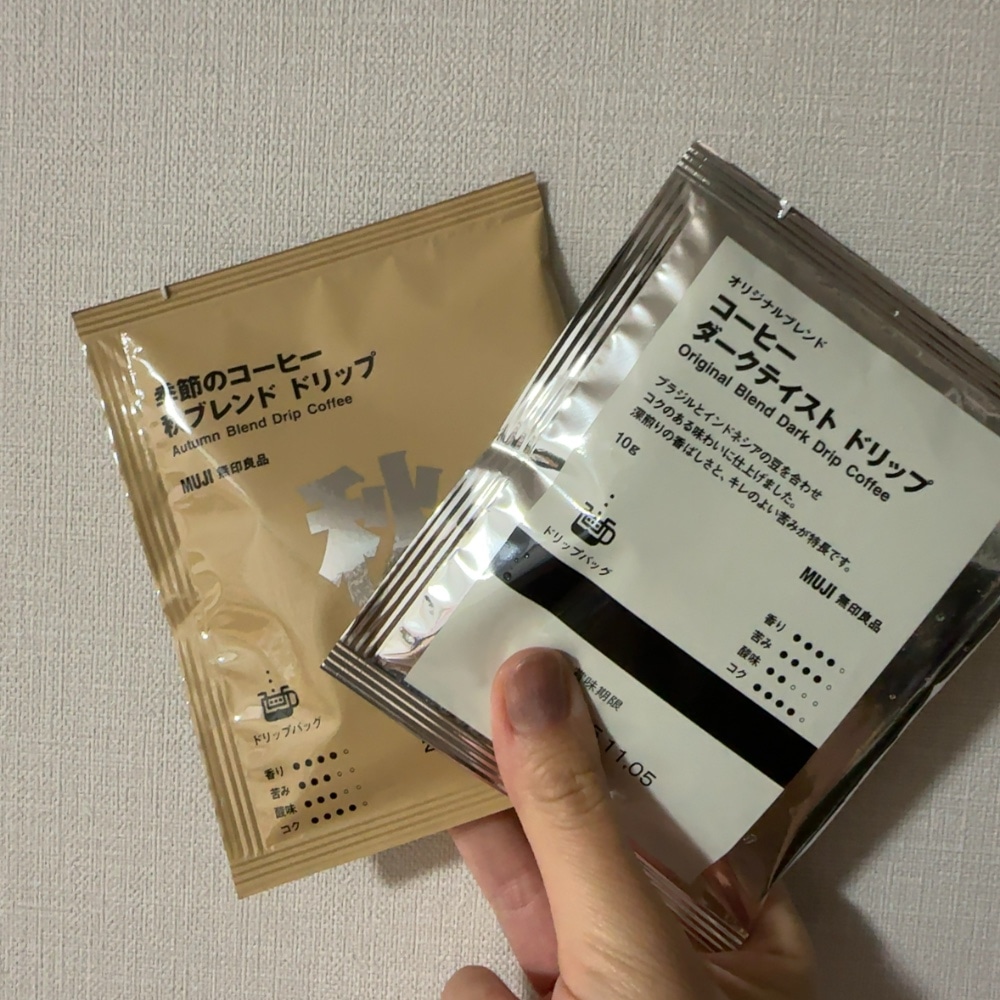 季節のコーヒー
秋ブレンド ドリップ
Autumn Blend Drip Coffee
MUJI 無印良品
秋
ドリップバッグ
香り ●●●●○
苦み ●●●○○
酸味 ●●●○○
コク ●●●●○
オリジナルブレンド
コーヒー
ダークテイスト ドリップ
Original Blend Dark Drip Coffee
ブラジルとインドネシアの豆を合わせ
コクのある味わいに仕上げました。
深煎りの香ばしさと、キレのよい苦みが特長です。
10g
ドリップバッグ
MUJI 無印良品
香り ●●●●○
苦み ●●●●○
酸味 ●●○○○
コク ●●●●○
味期限
11.05